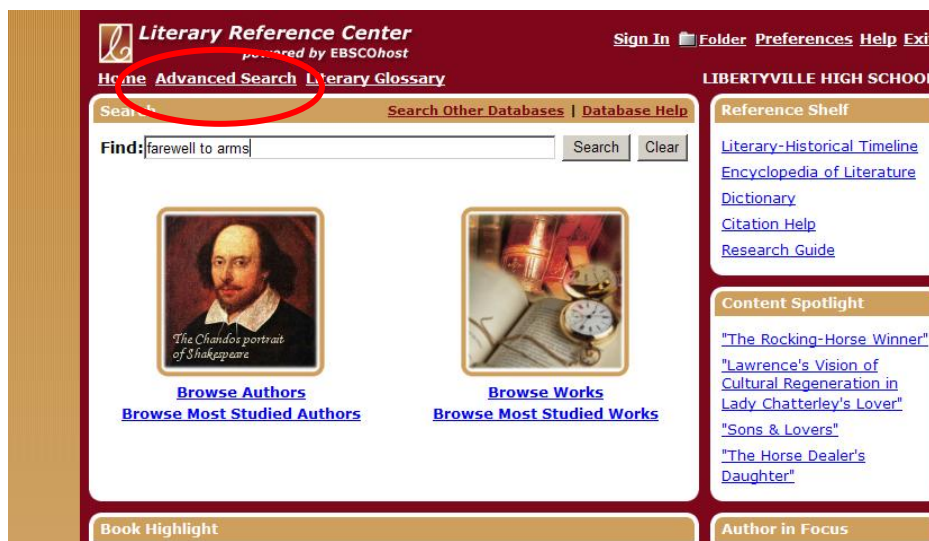 Literary Reference Center
powered by EBSCOhost
Sign In Folder Preferences Help Exit
Home Advanced Search Literary Glossary
LIBERTYVILLE HIGH SCHOOL
Search
Search Other Databases | Database Help
Find: farewell to arms
Search Clear
The Chandos portrait
of Shakespeare
Browse Authors
Browse Most Studied Authors
Browse Works
Browse Most Studied Works
Reference Shelf
Literary-Historical Timeline
Encyclopedia of Literature
Dictionary
Citation Help
Research Guide
Content Spotlight
"The Rocking-Horse Winner"
"Lawrence's Vision of
Cultural Regeneration in
Lady Chatterley's Lover"
"Sons & Lovers"
"The Horse Dealer's
Daughter"
Book Highlight
Author in Focus